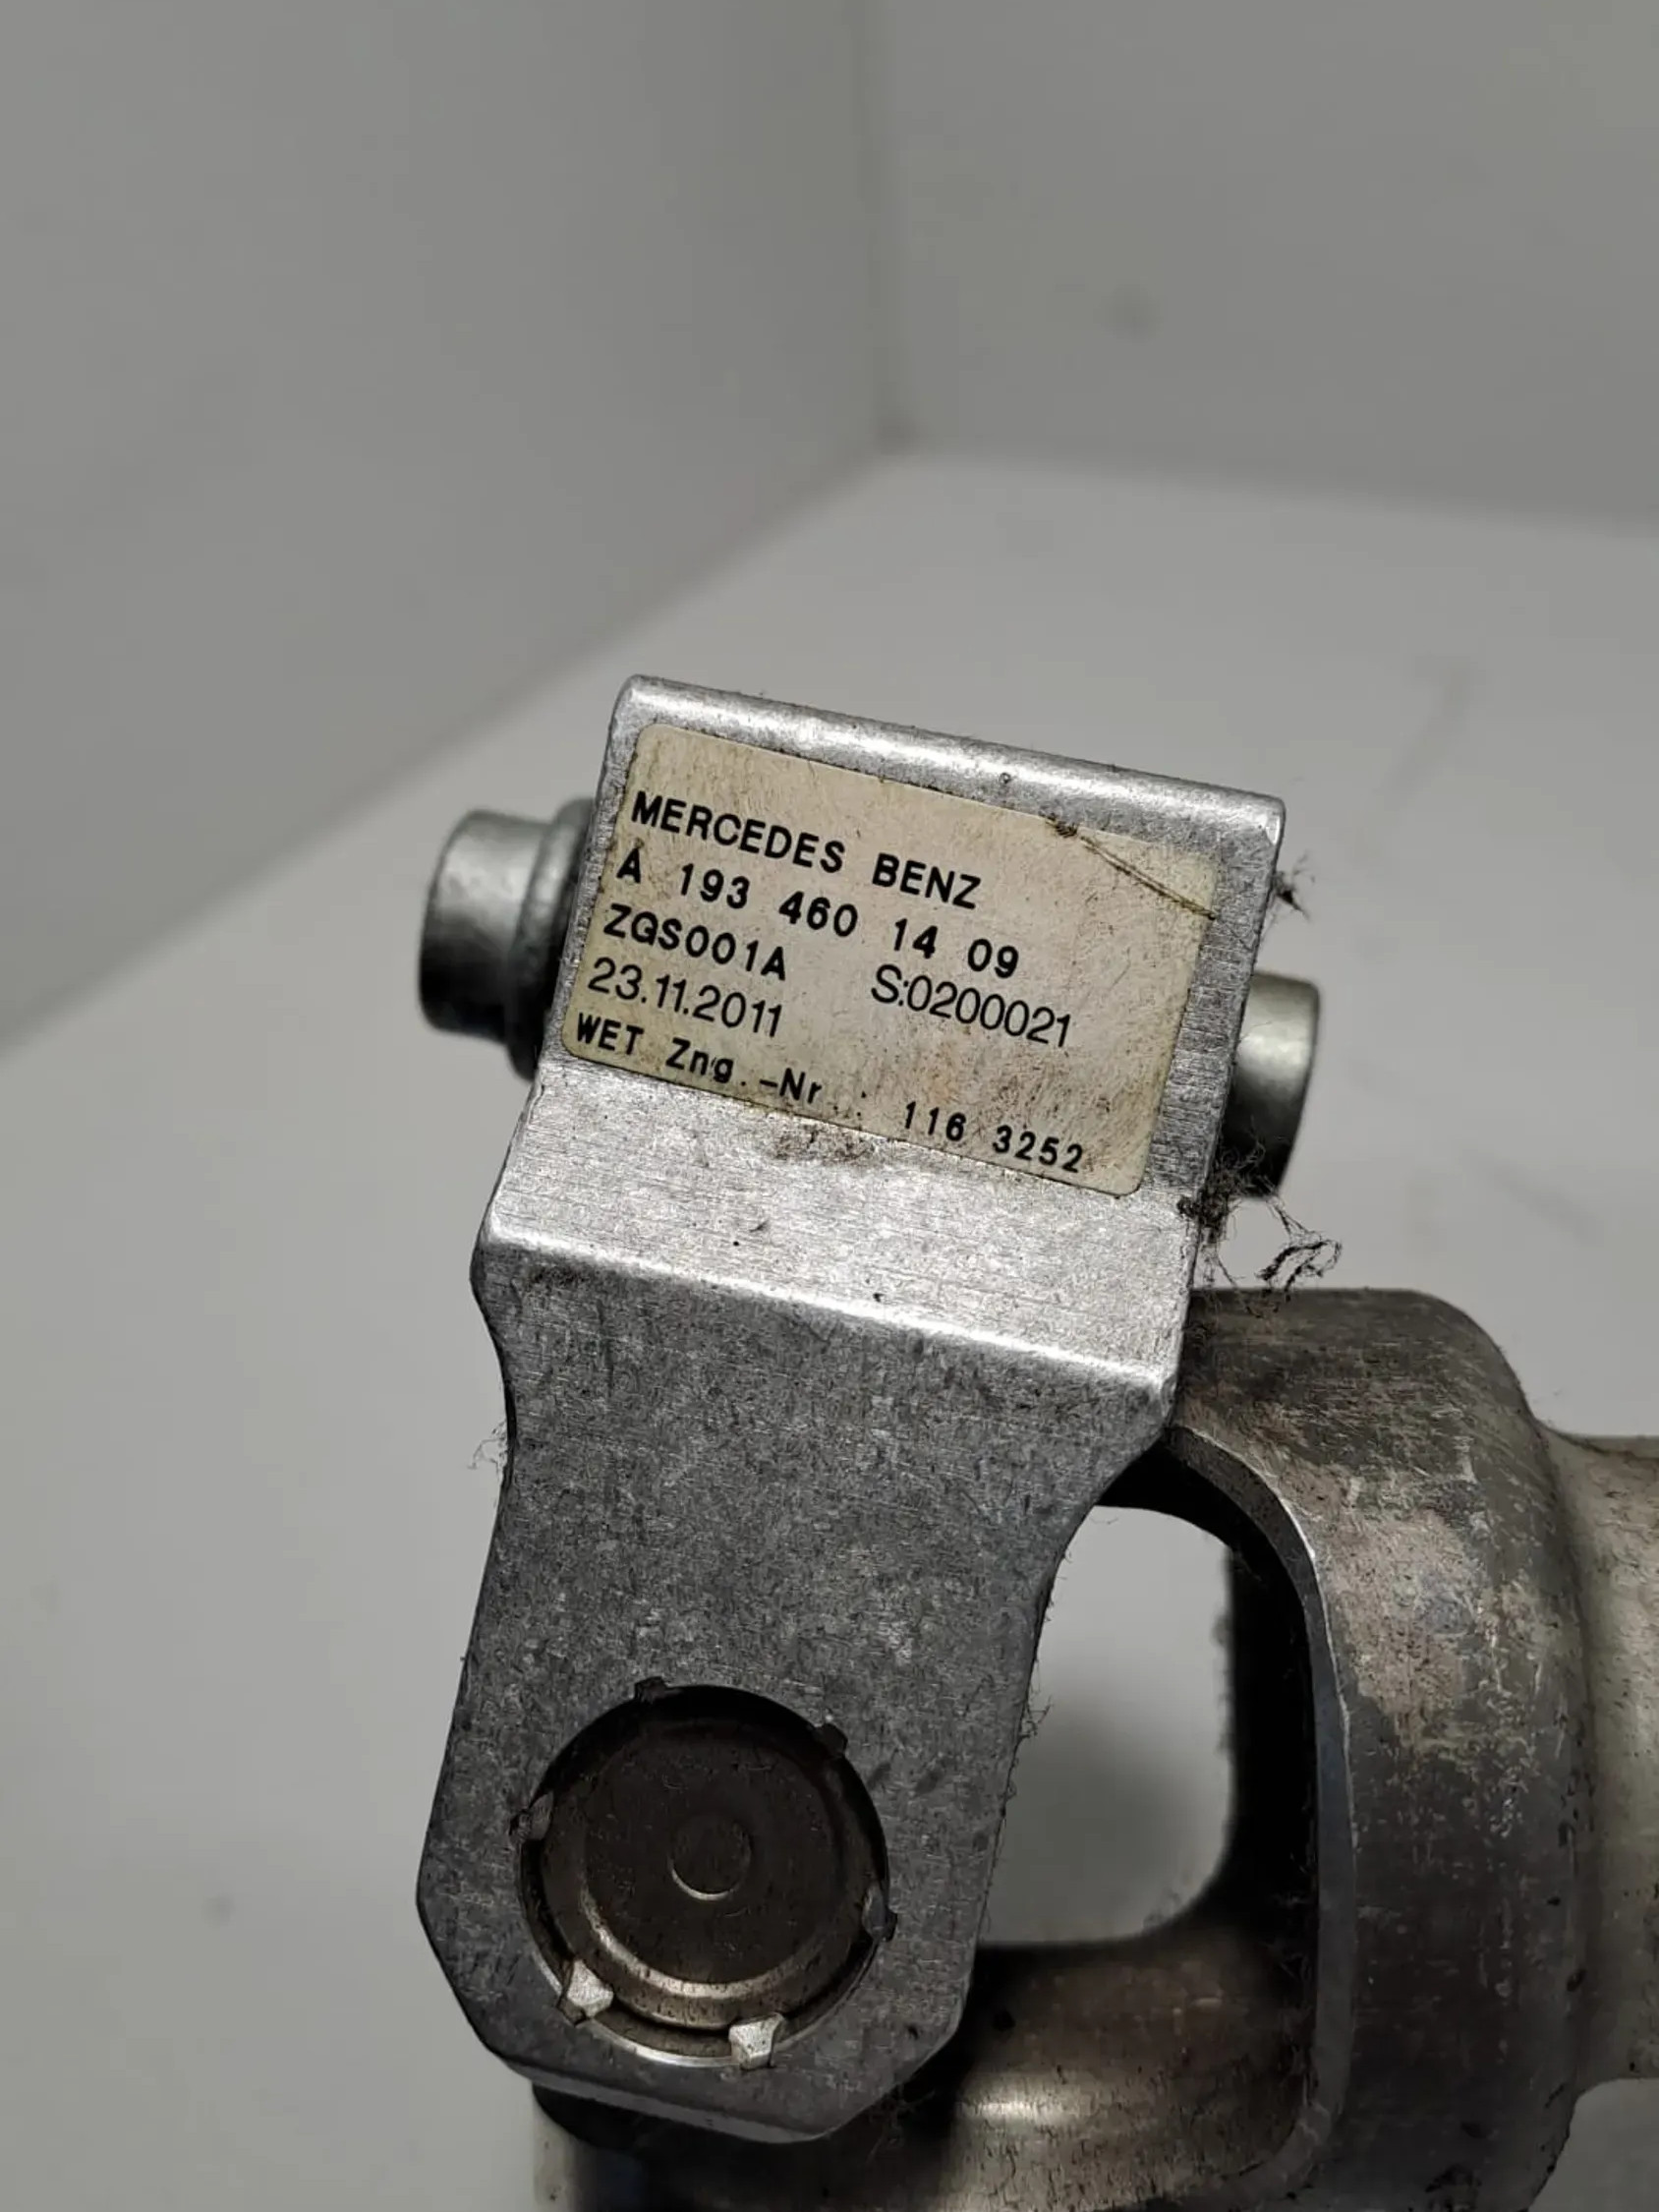 MERCEDES BENZ
A 193 460 14 09
ZGS001A S:0200021
23.11.2011
WET Zng.-Nr.: 116 3252